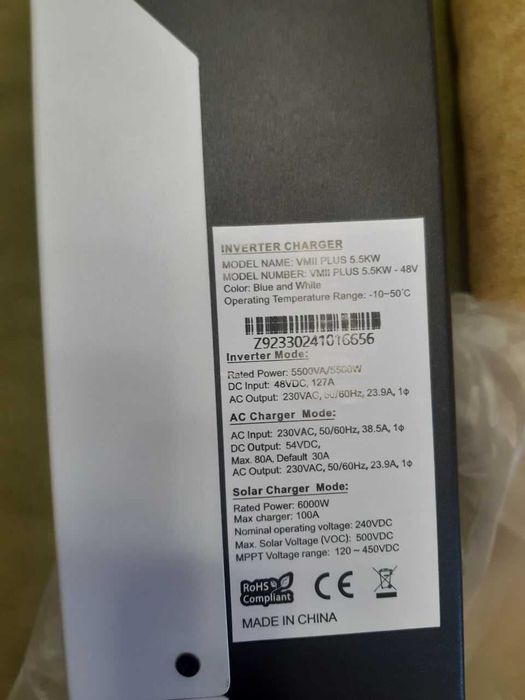 INVERTER CHARGER
MODEL NAME: VMII PLUS 5.5KW
MODEL NUMBER: VMII PLUS 5.5KW - 48V
Color: Blue and White
Operating Temperature Range: -10~50°C
Z92330241016656
Inverter Mode:
Rated Power: 5500VA/5500W
DC Input: 48VDC, 127A
AC Output: 230VAC, 50/60Hz, 23.9A, 1ϕ
AC Charger Mode:
AC Input: 230VAC, 50/60Hz, 38.5A, 1ϕ
DC Output: 54VDC,
Max. 80A, Default 30A
AC Output: 230VAC, 50/60Hz, 23.9A, 1ϕ
Solar Charger Mode:
Rated Power: 6000W
Max charger: 100A
Nominal operating voltage: 240VDC
Max. Solar Voltage (VOC): 500VDC
MPPT Voltage range: 120 ~ 450VDC
RoHS
Compliant
CE
MADE IN CHINA